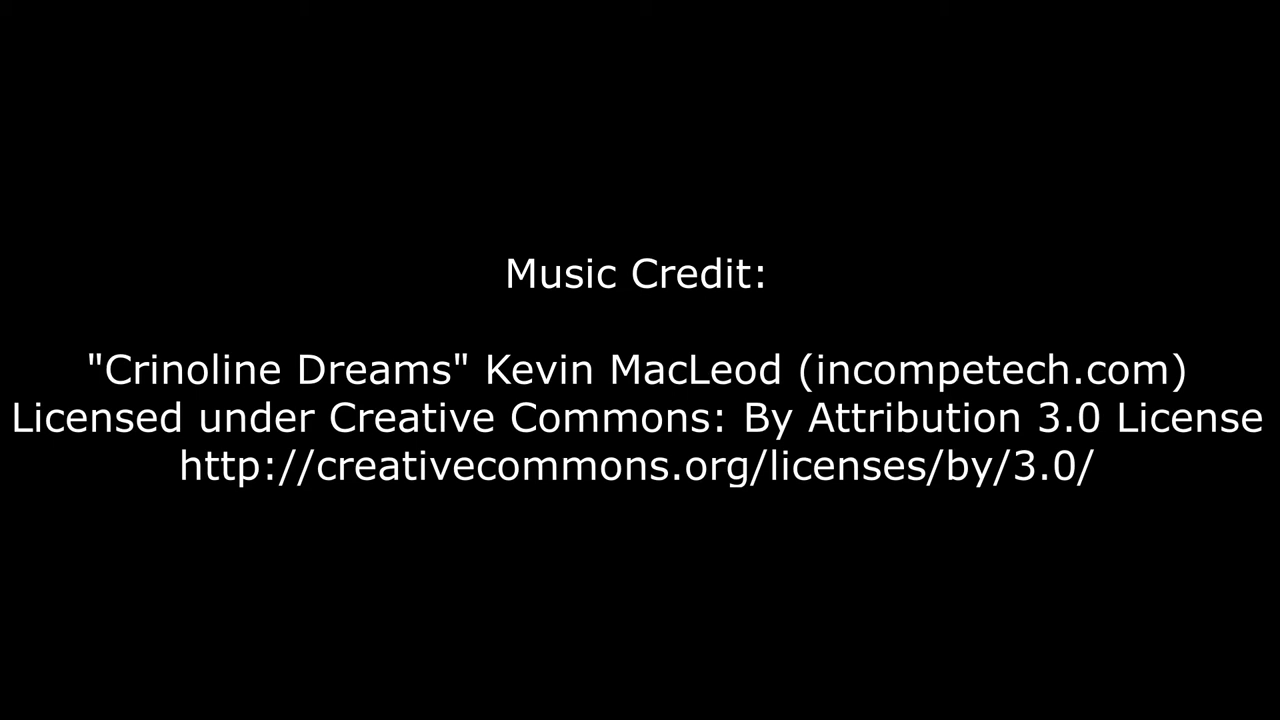 Music Credit:
"Crinoline Dreams" Kevin MacLeod (incompetech.com)
Licensed under Creative Commons: By Attribution 3.0 License
http://creativecommons.org/licenses/by/3.0/